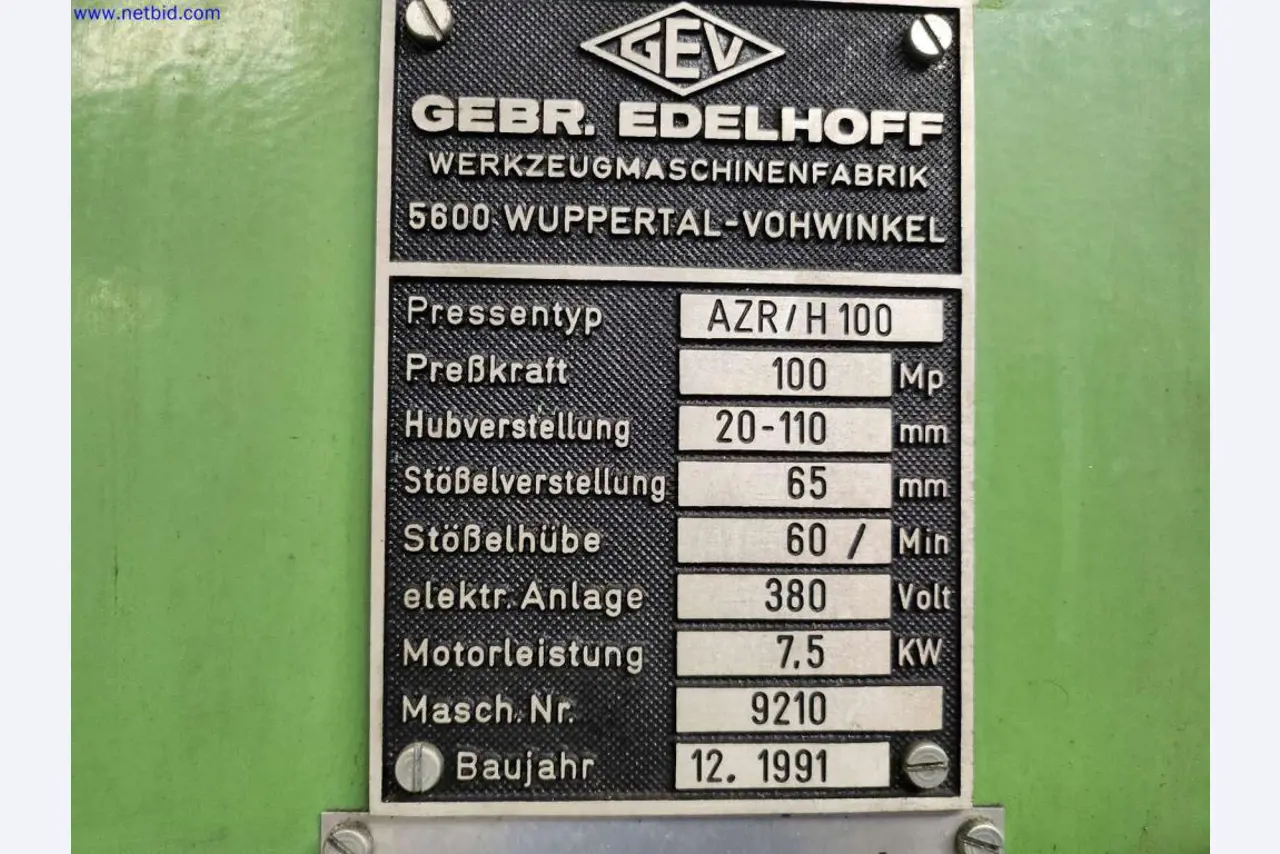 www.netbid.com
GEV
GEBR. EDELHOFF
WERKZEUGMASCHINENFABRIK
5600 WUPPERTAL-VOHWINKEL
Pressentyp AZR/H 100
Preßkraft 100 Mp
Hubverstellung 20-110 mm
Stößelverstellung 65 mm
Stößelhübe 60 / Min
elektr. Anlage 380 Volt
Motorleistung 7,5 KW
Masch. Nr. 9210
Baujahr 12. 1991